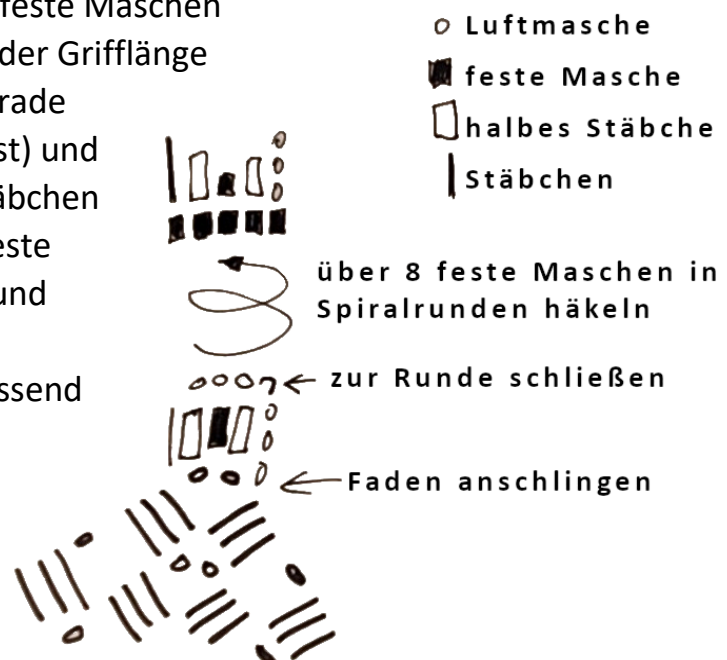 feste Maschen
der Grifflänge
rade
st) und
äbchen
este
und
ssend
Luftmasche
feste Masche
halbes Stäbche
Stäbchen
über 8 feste Maschen in
Spiralrunden häkeln
zur Runde schließen
Faden anschlingen